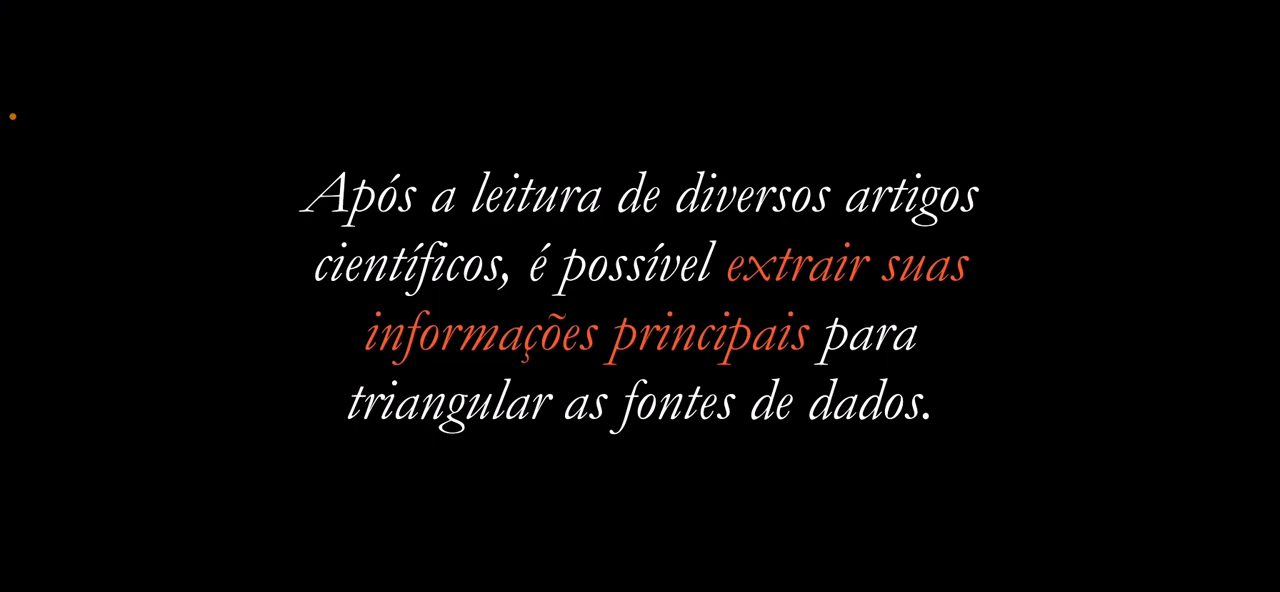 Após a leitura de diversos artigos
científicos, é possível extrair suas
informações principais para
triangular as fontes de dados.